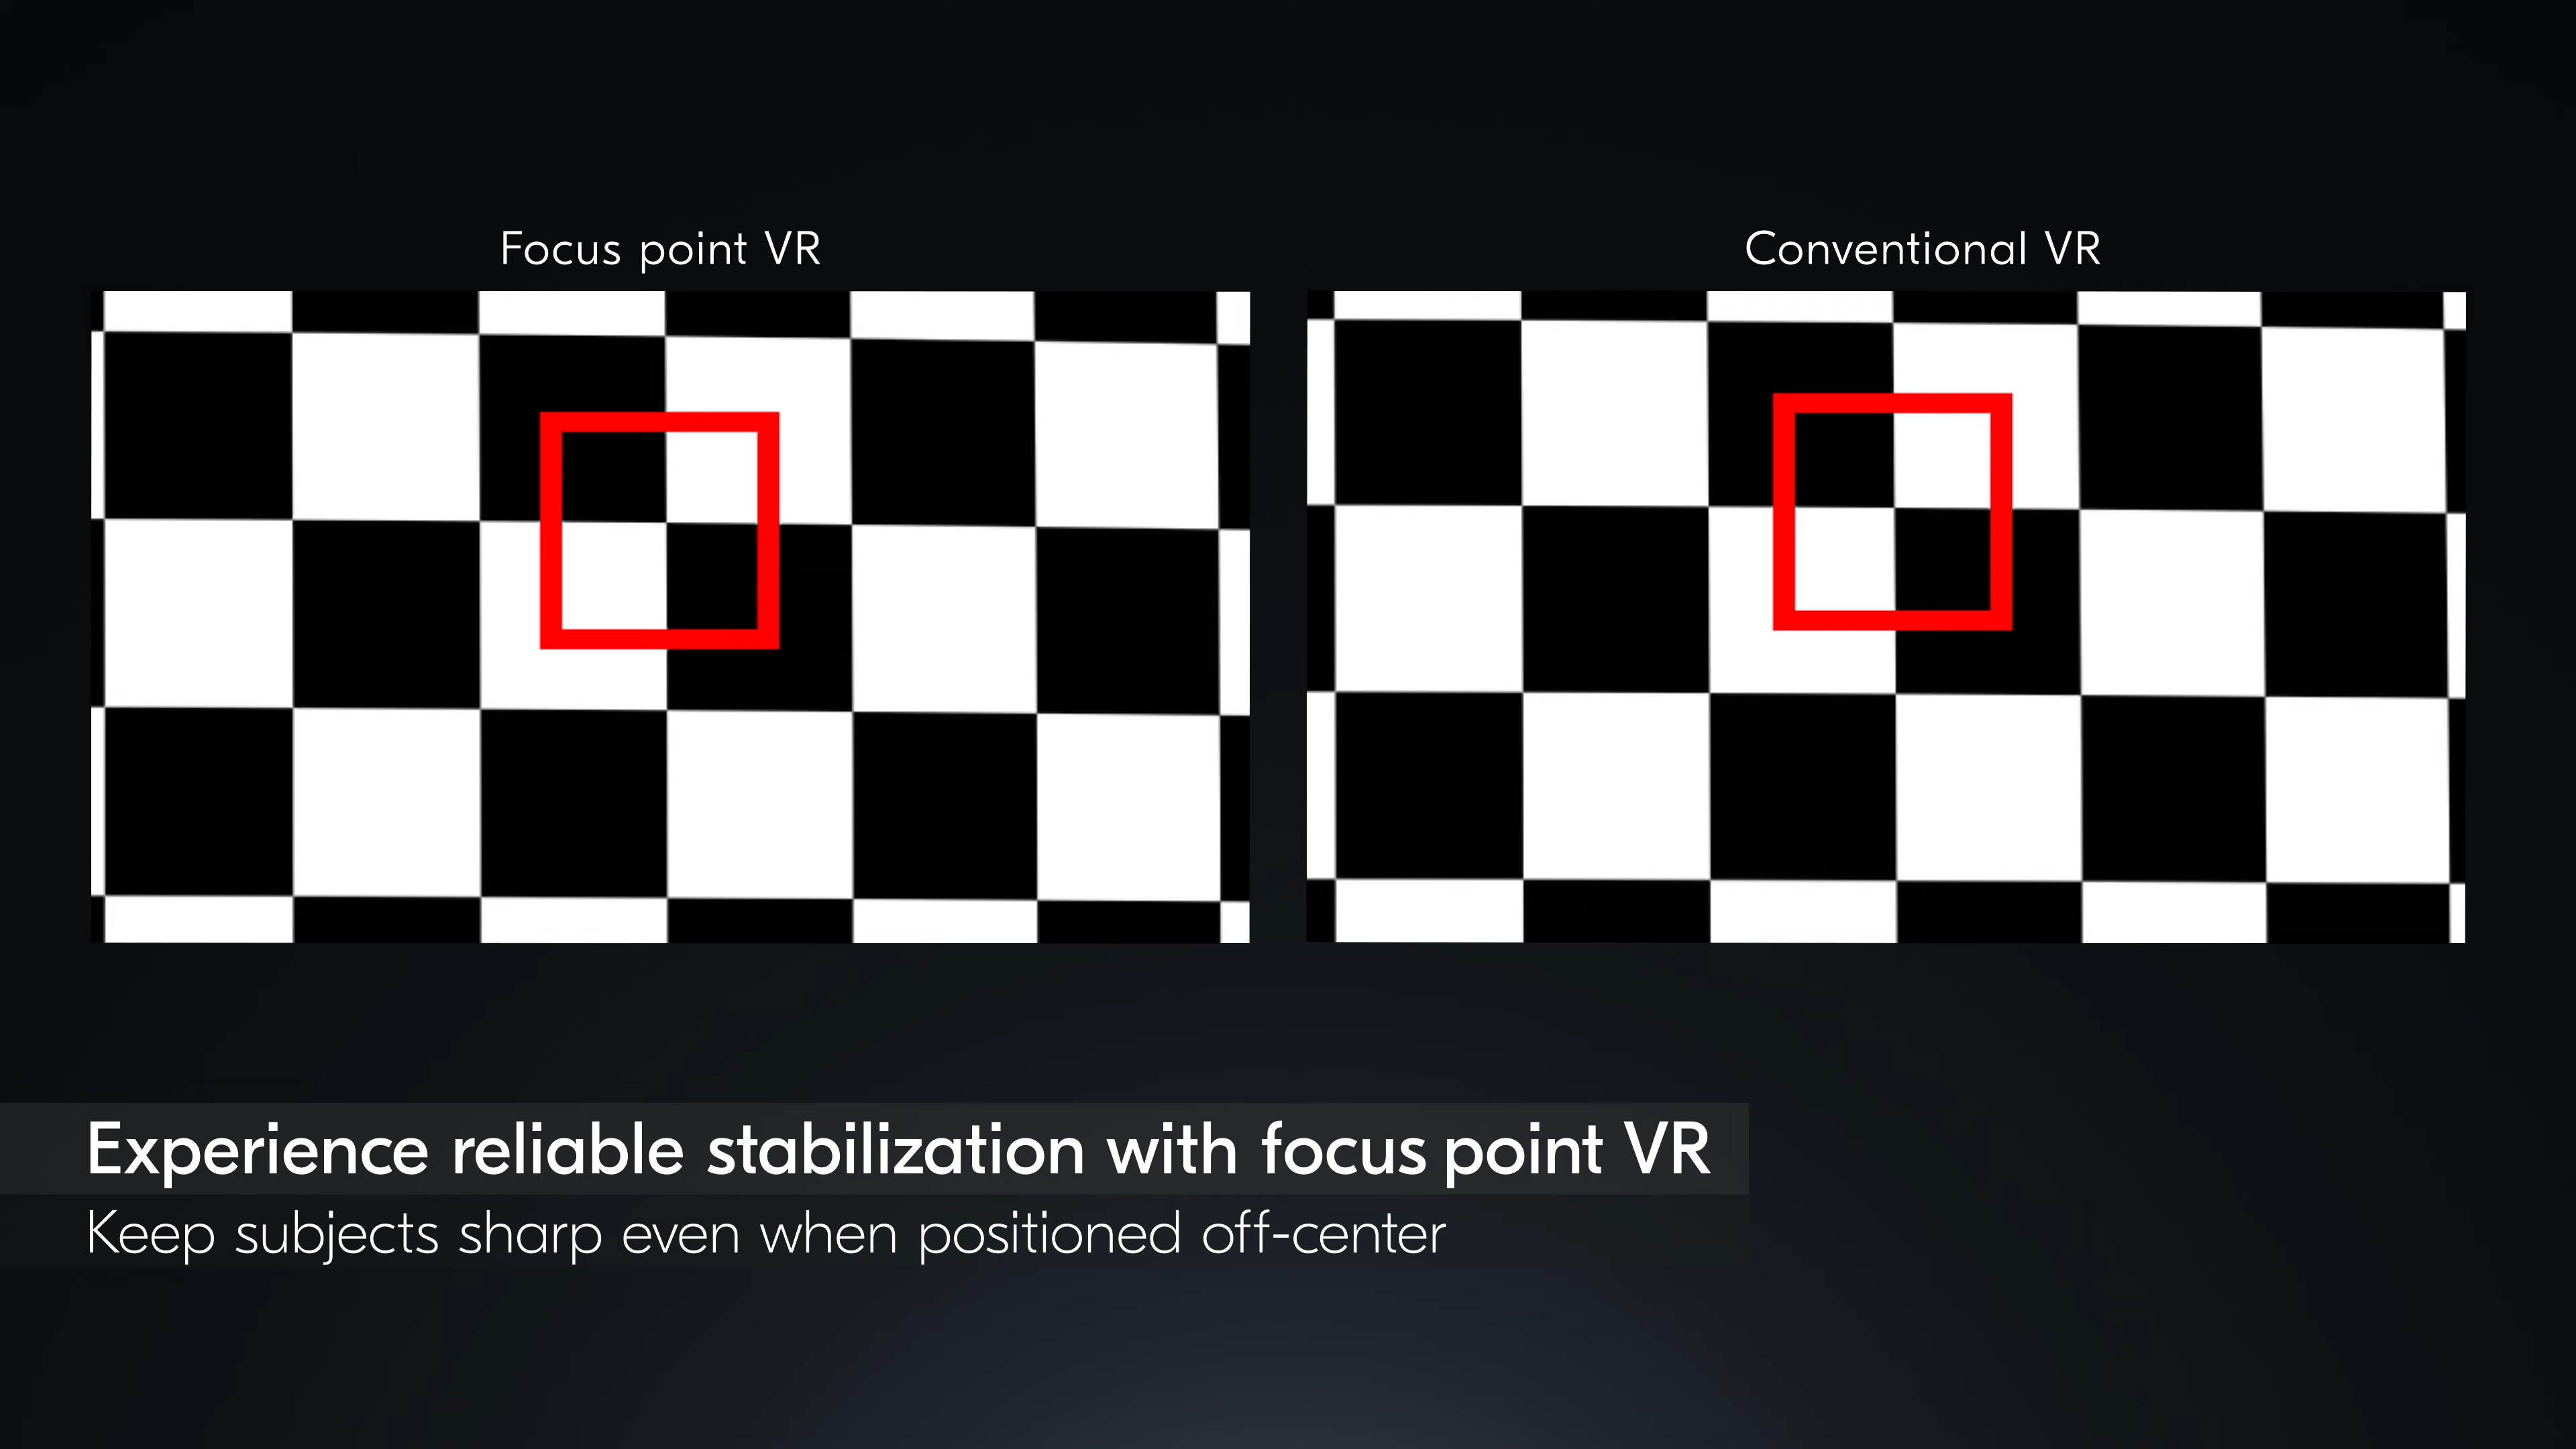 Focus point VR
Conventional VR
Experience reliable stabilization with focus point VR
Keep subjects sharp even when positioned off-center